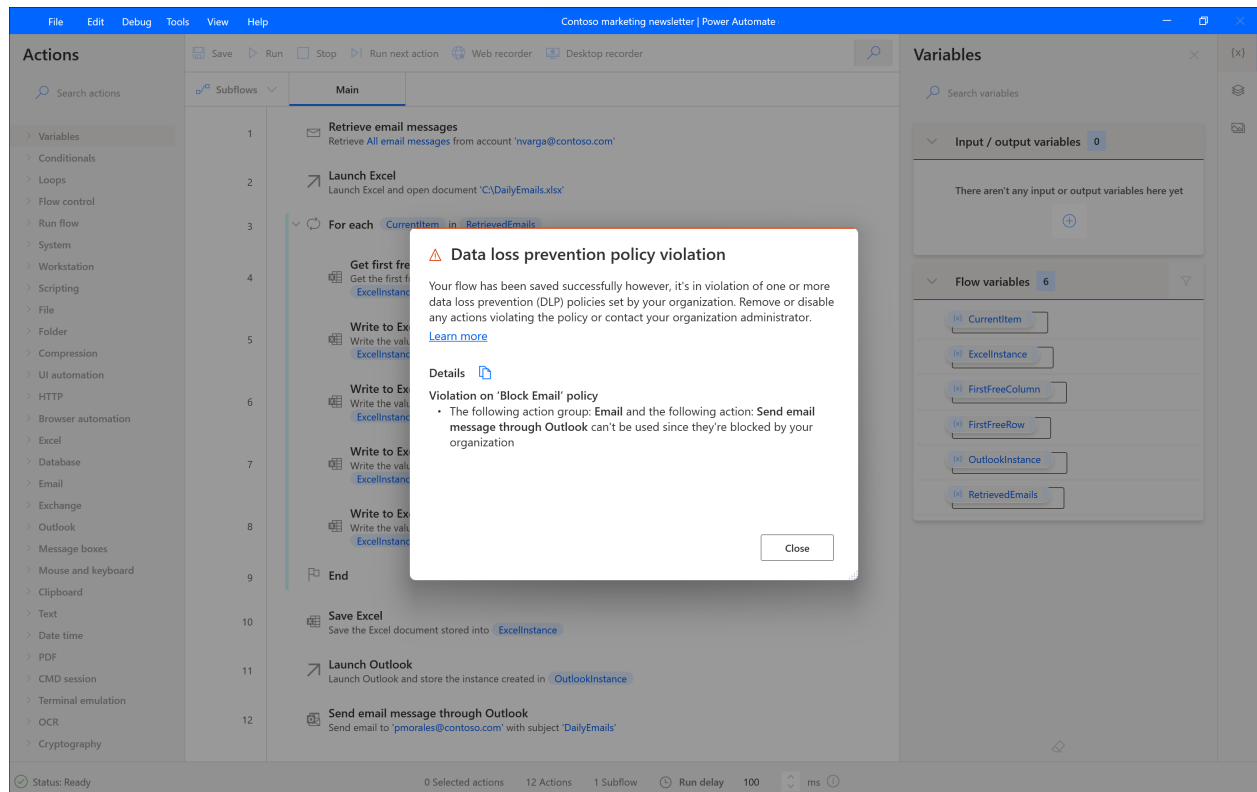 File Edit Debug Tools View Help
Contoso marketing newsletter | Power Automate
Actions
Save Run Stop Run next action Web recorder Desktop recorder
Variables
{x}
Search actions
Subflows
Main
Search variables
Variables
Conditionals
Loops
Flow control
Run flow
System
Workstation
Scripting
File
Folder
Compression
UI automation
HTTP
Browser automation
Excel
Database
Email
Exchange
Outlook
Message boxes
Mouse and keyboard
Clipboard
Text
Date time
PDF
CMD session
Terminal emulation
OCR
Cryptography
1
Retrieve email messages
Retrieve All email messages from account 'nvarga@contoso.com'
2
Launch Excel
Launch Excel and open document 'C:\DailyEmails.xlsx'
3
For each CurrentItem in RetrievedEmails
4
Get first fre
Get the first f
ExcelInstanc
5
Write to Ex
Write the valu
ExcelInstanc
6
Write to Ex
Write the valu
ExcelInstanc
7
Write to Ex
Write the valu
ExcelInstanc
8
Write to Ex
Write the valu
ExcelInstanc
9
End
10
Save Excel
Save the Excel document stored into ExcelInstance
11
Launch Outlook
Launch Outlook and store the instance created in OutlookInstance
12
Send email message through Outlook
Send email to 'pmorales@contoso.com' with subject 'DailyEmails'
Data loss prevention policy violation
Your flow has been saved successfully however, it's in violation of one or more
data loss prevention (DLP) policies set by your organization. Remove or disable
any actions violating the policy or contact your organization administrator.
Learn more
Details
Violation on 'Block Email' policy
• The following action group: Email and the following action: Send email
message through Outlook can't be used since they're blocked by your
organization
Close
Input / output variables 0
There aren't any input or output variables here yet
Flow variables 6
{x} CurrentItem
{x} ExcelInstance
{x} FirstFreeColumn
{x} FirstFreeRow
{x} OutlookInstance
{x} RetrievedEmails
Status: Ready
0 Selected actions 12 Actions 1 Subflow Run delay 100 ms